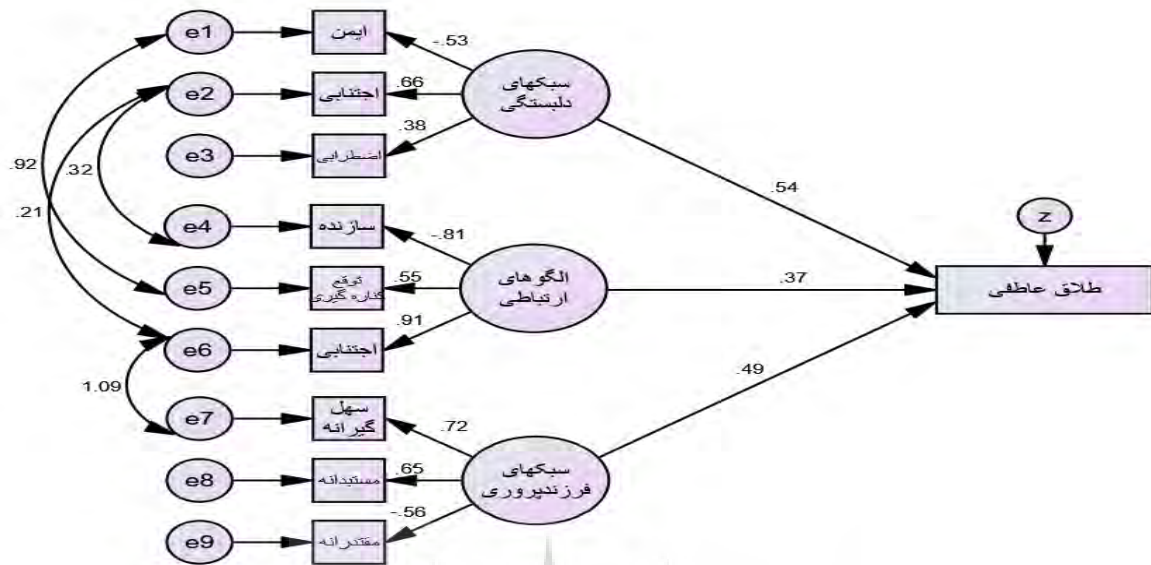 e1
ایمن
-.53
سبکهای
دلبستگی
e2
اجتنابی
.66
e3
اضطرابی
.38
.92
.32
.21
.54
z
e4
سازنده
-.81
الگوهای
ارتباطی
.37
طلاق عاطفی
e5
توقع
کناره گیری
.55
e6
اجتنابی
.91
1.09
.49
e7
سهل
گیرانه
.72
سبکهای
فرزندپروری
e8
مستبدانه
.65
e9
مقتدرانه
-.56